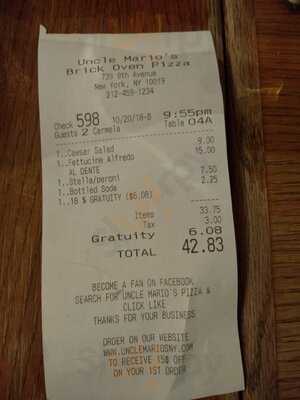 Uncle Mario's
Brick Oven Pizza
739 9th Avenue
New York, NY 10019
212-459-1234
Check 598 10/20/18-8 9:55pm
Guests 2 Carmela Table 04A
1..Caesar Salad 9.00
1..Fettucine Alfredo 15.00
AL DENTE
1..Stella/peroni 7.50
1..Bottled Soda 2.25
1..18 % GRATUITY ($6.08)
Items 33.75
Tax 3.00
Gratuity 6.08
TOTAL 42.83
BECOME A FAN ON FACEBOOK
SEARCH FOR UNCLE MARIO'S PIZZA &
CLICK LIKE
THANKS FOR YOUR BUSINESS
ORDER ON OUR WEBSITE
WWW.UNCLEMARIOSNY.COM
TO RECEIVE 15% OFF
ON YOUR 1ST ORDER